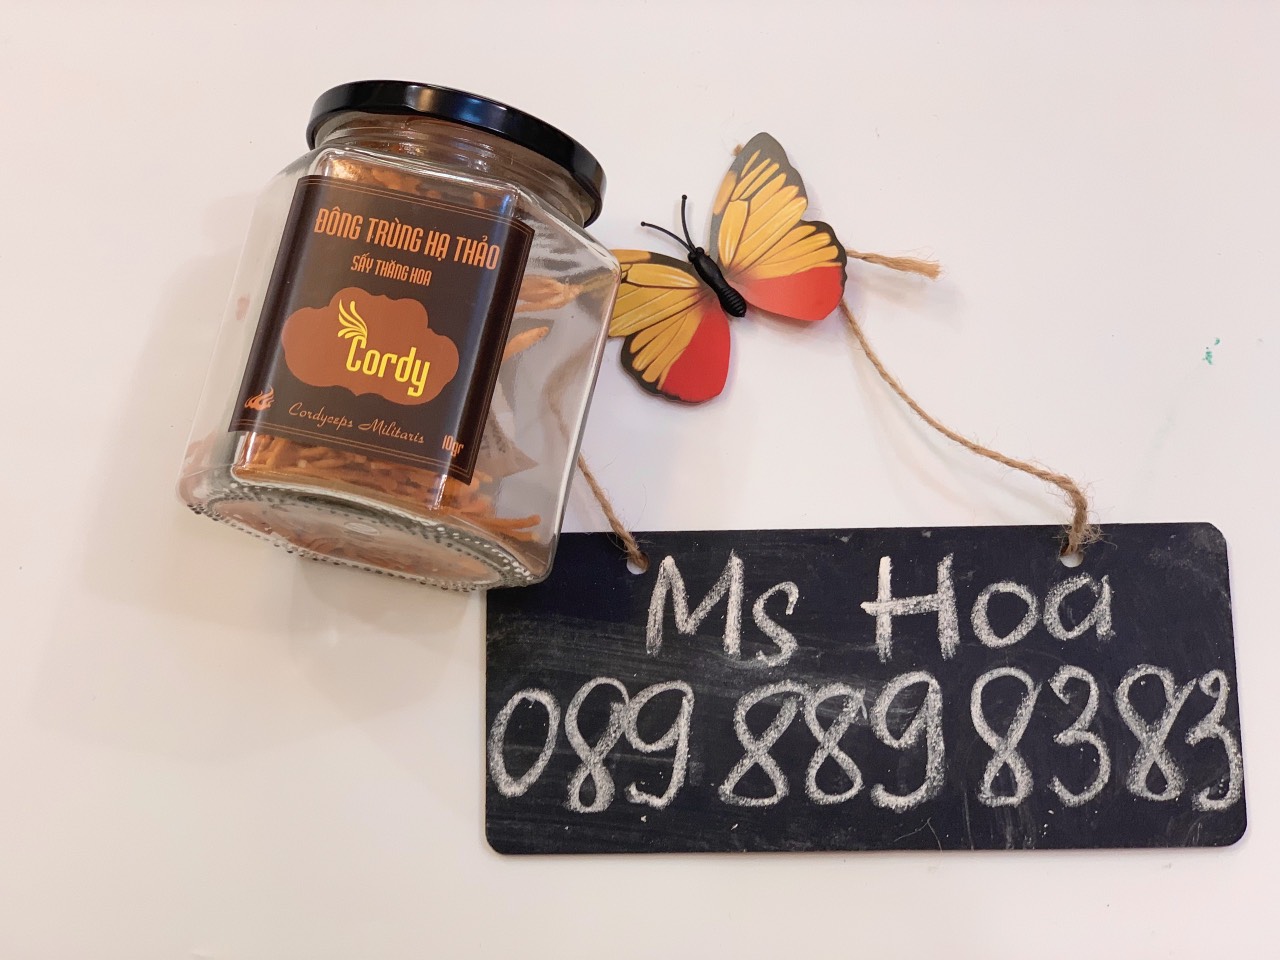 ĐÔNG TRÙNG HẠ THẢO
SẤY THĂNG HOA
Cordy
Cordyceps Militaris
10gr
Ms Hoa
089 889 8383